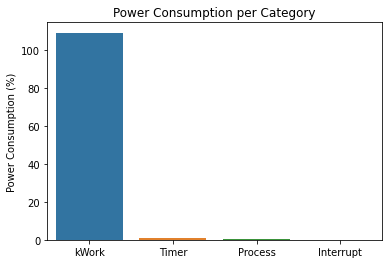 Power Consumption per Category
Power Consumption (%)
100
80
60
40
20
0
kWork Timer Process Interrupt